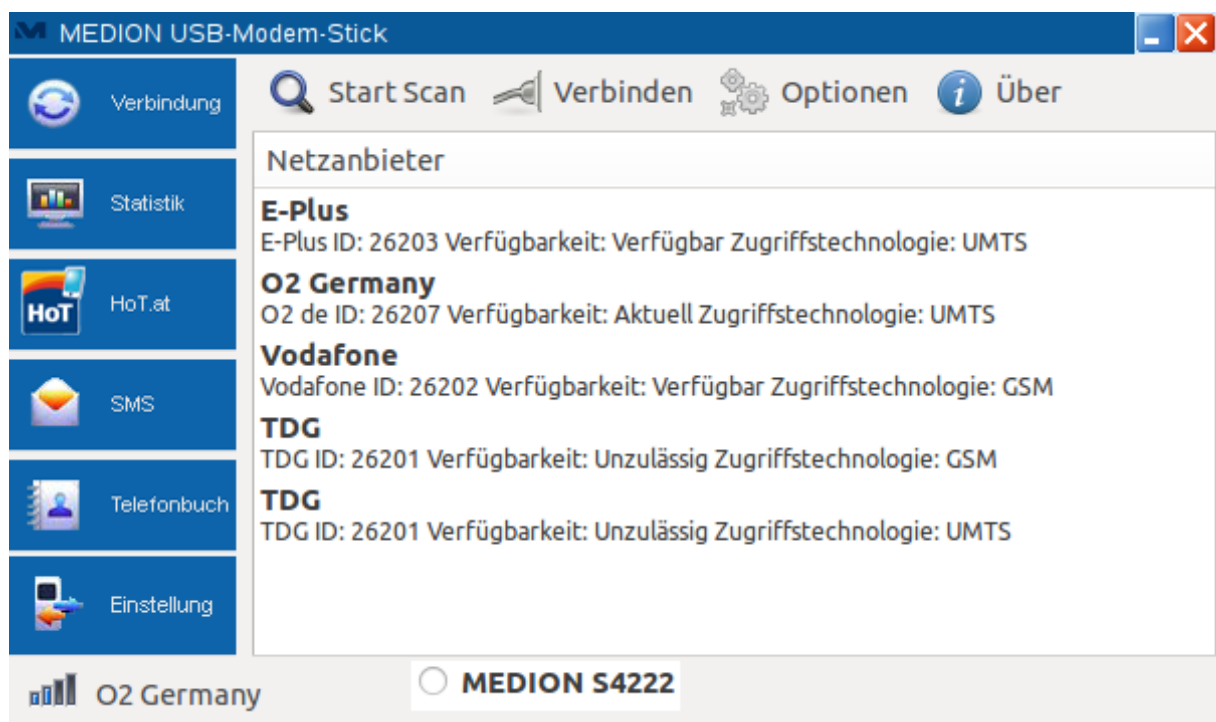 MEDION USB-Modem-Stick
Verbindung
Start Scan Verbinden Optionen Über
Netzanbieter
Statistik
E-Plus
E-Plus ID: 26203 Verfügbarkeit: Verfügbar Zugriffstechnologie: UMTS
HoT
HoT.at
O2 Germany
O2 de ID: 26207 Verfügbarkeit: Aktuell Zugriffstechnologie: UMTS
Vodafone
Vodafone ID: 26202 Verfügbarkeit: Verfügbar Zugriffstechnologie: GSM
SMS
TDG
TDG ID: 26201 Verfügbarkeit: Unzulässig Zugriffstechnologie: GSM
Telefonbuch
TDG
TDG ID: 26201 Verfügbarkeit: Unzulässig Zugriffstechnologie: UMTS
Einstellung
O2 Germany
MEDION S4222